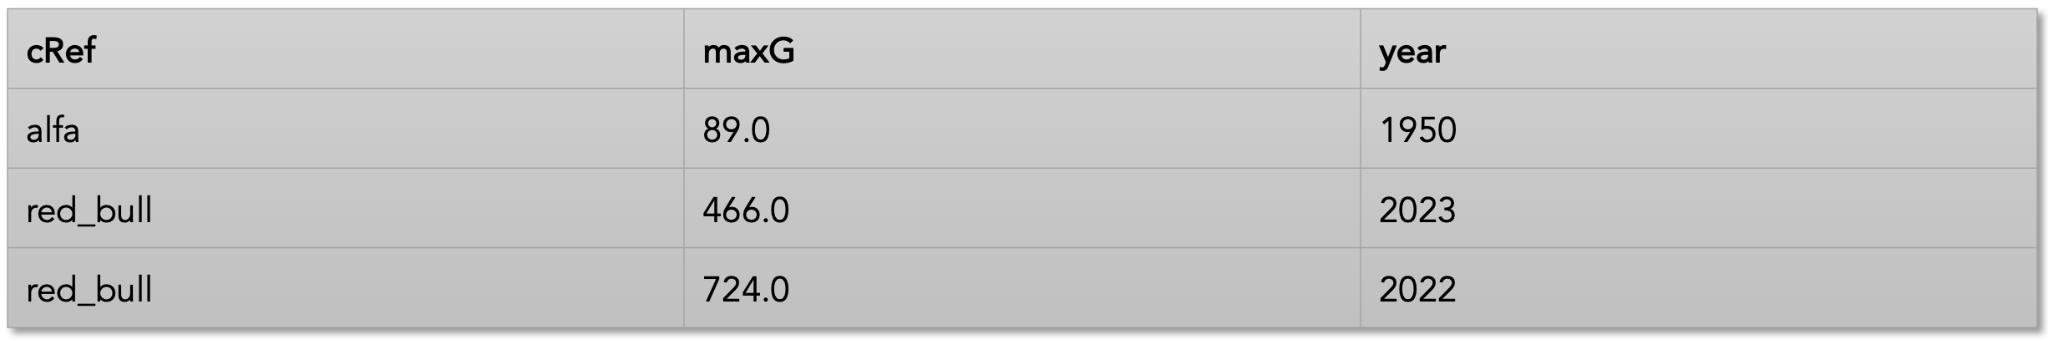 cRef maxG year
alfa 89.0 1950
red_bull 466.0 2023
red_bull 724.0 2022